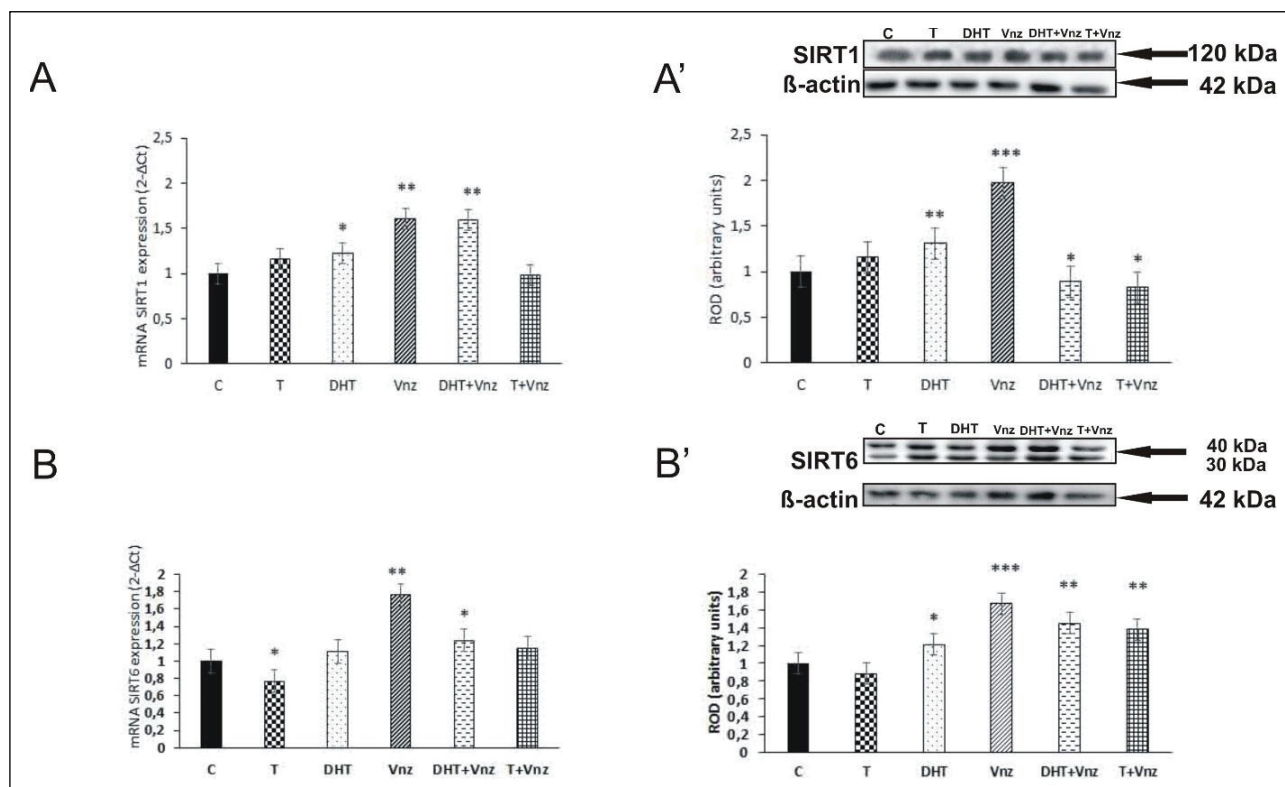 A
mRNA SIRT1 expression (2-ΔCt)
2,5
2
1,5
1
0,5
0
*
**
**
C T DHT Vnz DHT+Vnz T+Vnz
A'
C T DHT Vnz DHT+Vnz T+Vnz
SIRT1 120 kDa
ß-actin 42 kDa
ROD (arbitrary units)
2,5
2
1,5
1
0,5
0
**
***
*
*
C T DHT Vnz DHT+Vnz T+Vnz
B
mRNA SIRT6 expression (2-ΔCt)
2
1,8
1,6
1,4
1,2
1
0,8
0,6
0,4
0,2
0
*
**
*
C T DHT Vnz DHT+Vnz T+Vnz
B'
C T DHT Vnz DHT+Vnz T+Vnz
SIRT6 40 kDa
30 kDa
ß-actin 42 kDa
ROD (arbitrary units)
2
1,8
1,6
1,4
1,2
1
0,8
0,6
0,4
0,2
0
*
***
**
**
C T DHT Vnz DHT+Vnz T+Vnz